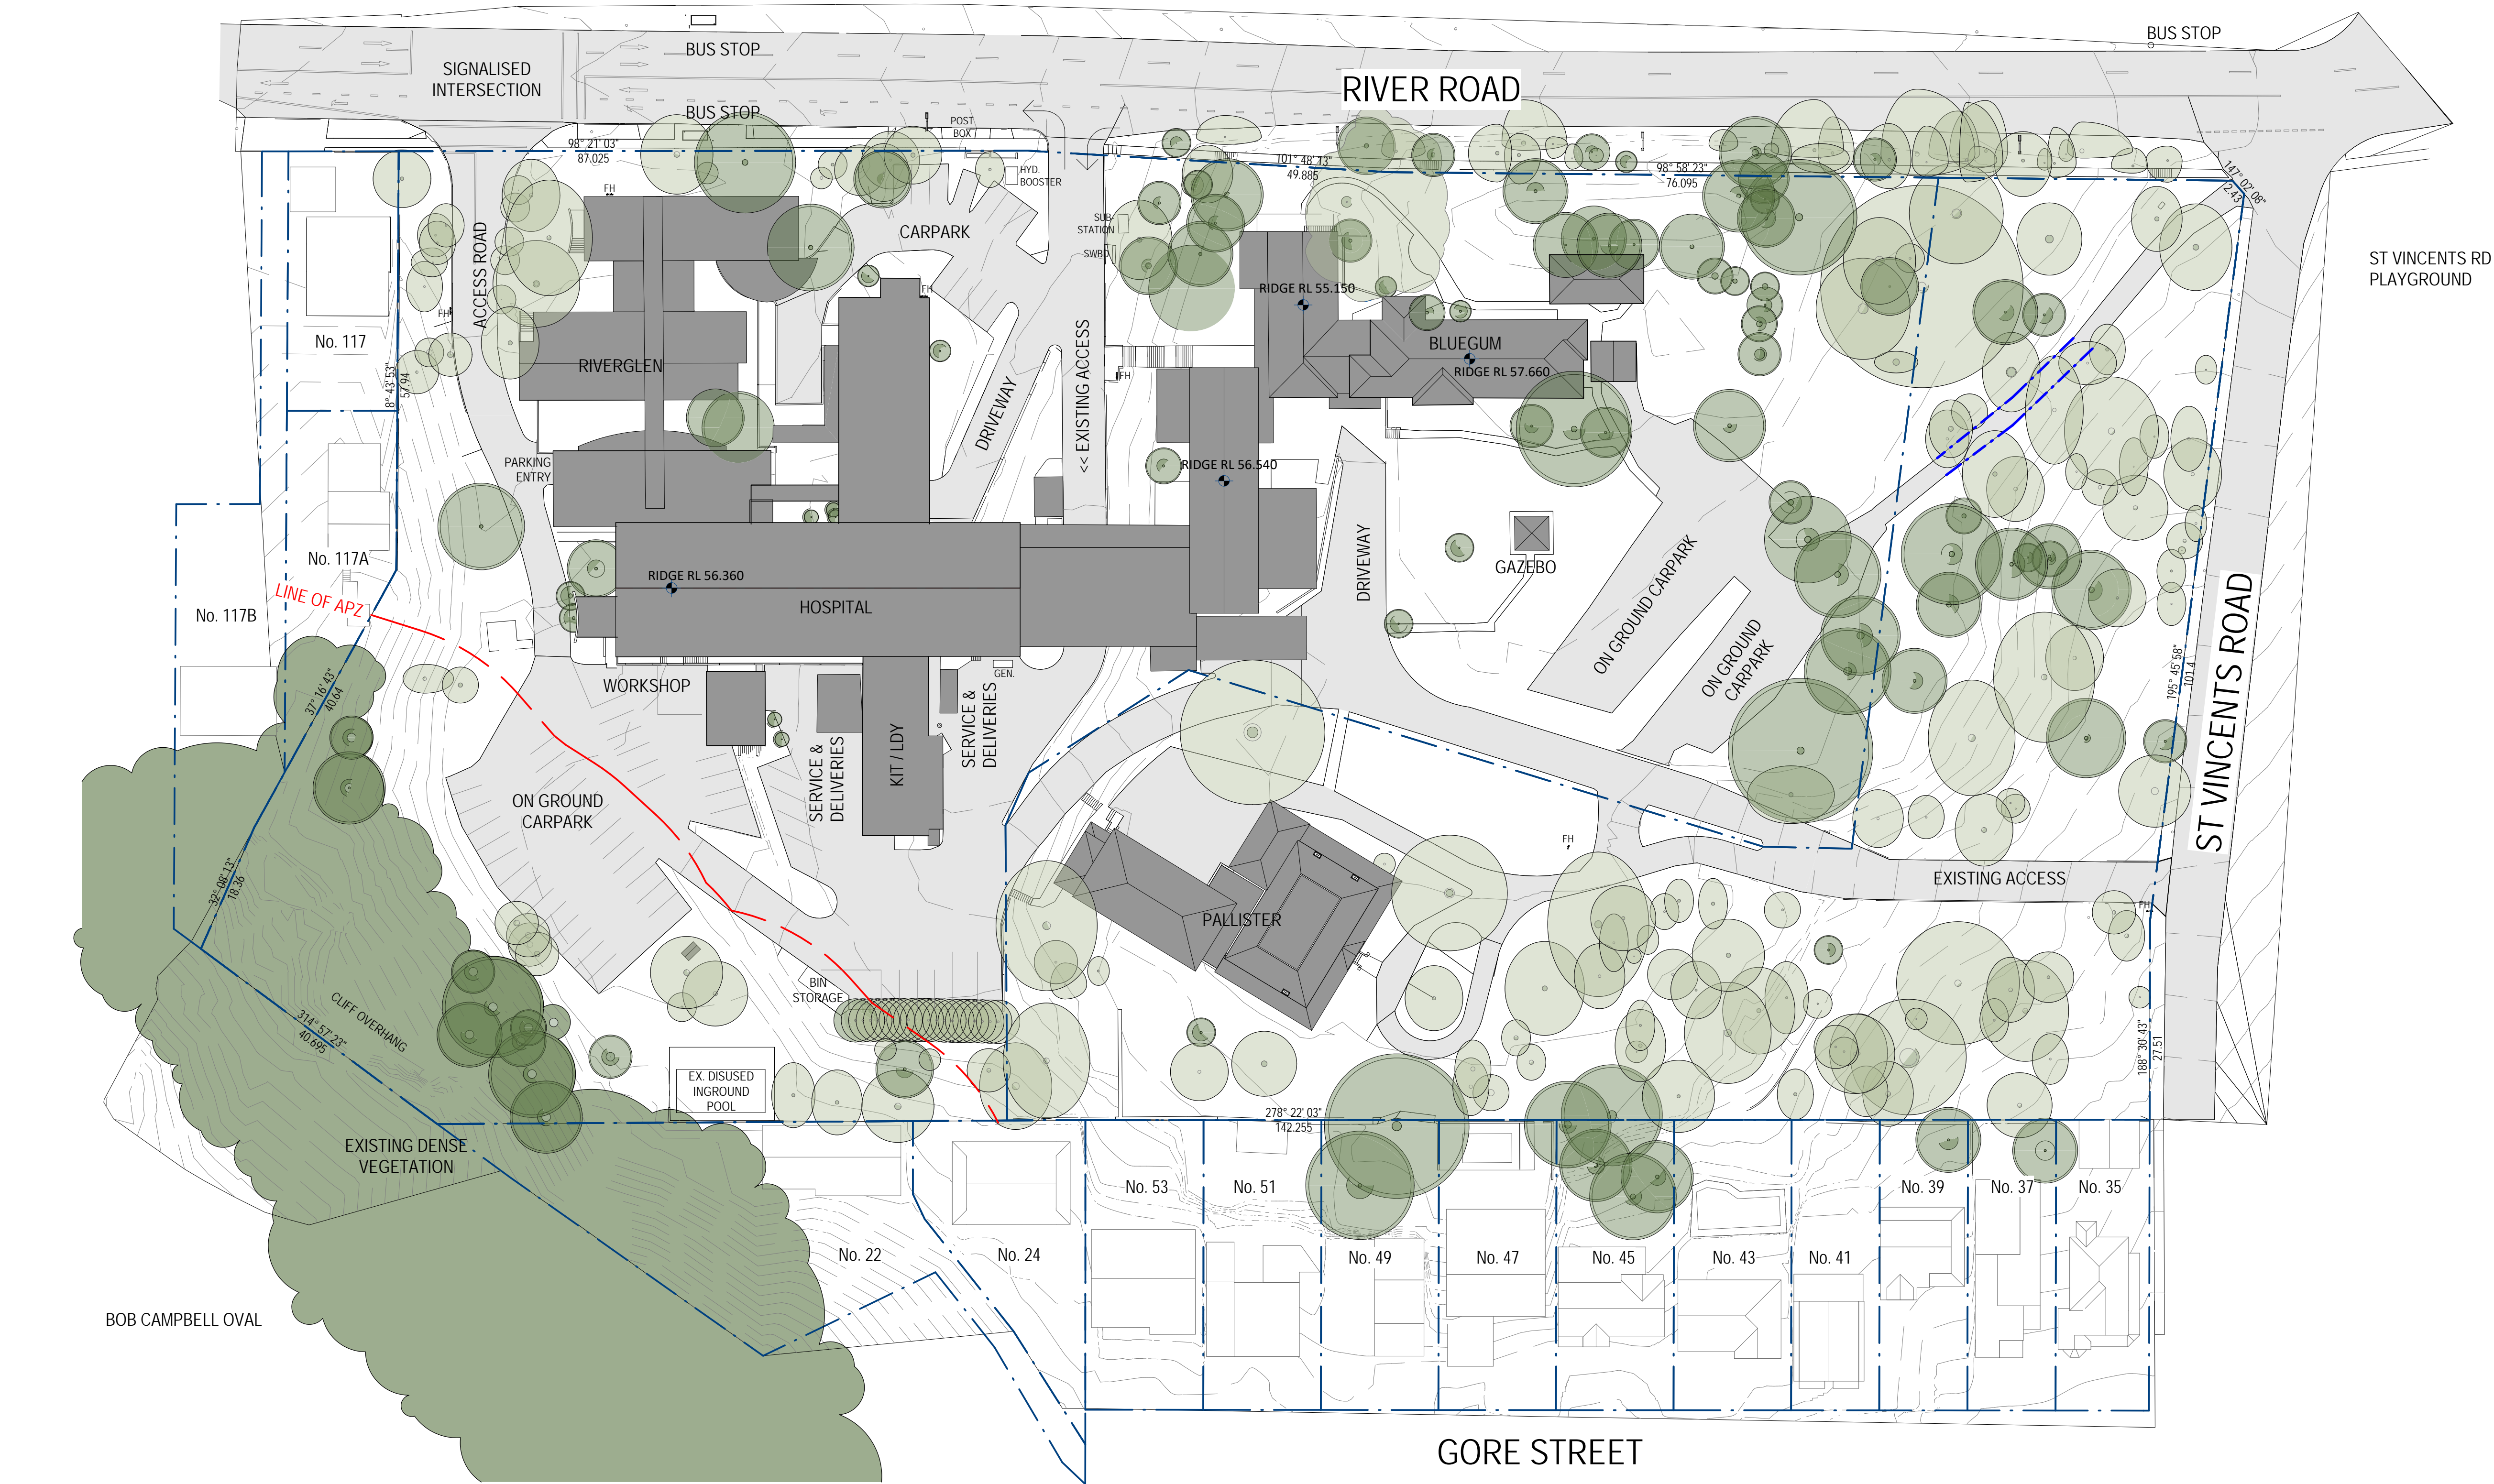 BUS STOP
BUS STOP
SIGNALISED
INTERSECTION
RIVER ROAD
BUS STOP
POST
BOX
98° 21' 03"
87.025
HYD.
BOOSTER
101° 48' 13"
49.885
98° 58' 23"
76.095
147° 02' 08"
2.43
FH
SUB-
STATION
SWBD
CARPARK
ACCESS ROAD
ST VINCENTS RD
PLAYGROUND
FH
FH
RIDGE RL 55.150
No. 117
8° 43' 53"
57.94
RIVERGLEN
DRIVEWAY
<< EXISTING ACCESS
FH
BLUEGUM
RIDGE RL 57.660
PARKING
ENTRY
RIDGE RL 56.540
No. 117A
LINE OF APZ
No. 117B
RIDGE RL 56.360
HOSPITAL
DRIVEWAY
GAZEBO
ON GROUND CARPARK
ON GROUND
CARPARK
ST VINCENTS ROAD
195° 45' 58"
101.4
37° 16' 43"
40.64
WORKSHOP
GEN.
SERVICE &
DELIVERIES
KIT / LDY
SERVICE &
DELIVERIES
ON GROUND
CARPARK
FH
32° 08' 13"
18.36
EXISTING ACCESS
FH
PALLISTER
BIN
STORAGE
CLIFF OVERHANG
314° 57' 23"
40.695
188° 30' 43"
27.51
EX. DISUSED
INGROUND
POOL
278° 22' 03"
142.255
EXISTING DENSE
VEGETATION
No. 53
No. 51
No. 39
No. 37
No. 35
No. 22
No. 24
No. 49
No. 47
No. 45
No. 43
No. 41
BOB CAMPBELL OVAL
GORE STREET